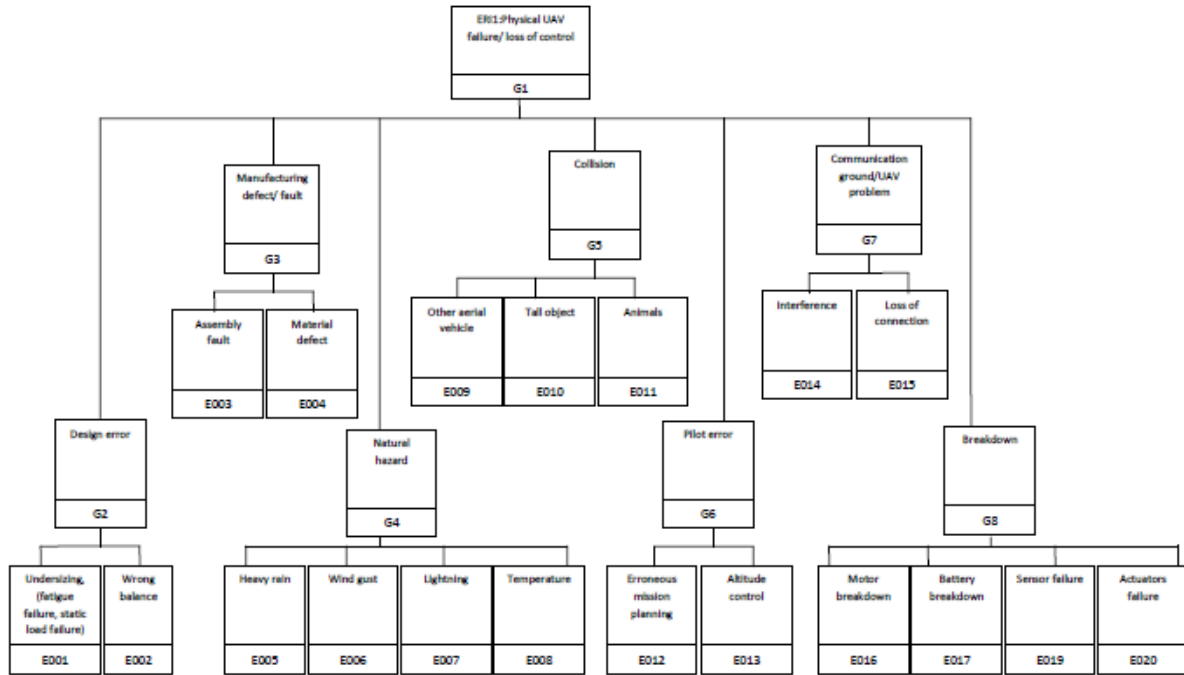 ERI1:Physical UAV
failure/ loss of control
G1
Manufacturing
defect/ fault
G3
Collision
G5
Communication
ground/UAV
problem
G7
Assembly
fault
E003
Material
defect
E004
Other aerial
vehicle
E009
Tall object
E010
Animals
E011
Interference
E014
Loss of
connection
E015
Design error
G2
Natural
hazard
G4
Pilot error
G6
Breakdown
G8
Undersizing,
(fatigue
failure, static
load failure)
E001
Wrong
balance
E002
Heavy rain
E005
Wind gust
E006
Lightning
E007
Temperature
E008
Erroneous
mission
planning
E012
Altitude
control
E013
Motor
breakdown
E016
Battery
breakdown
E017
Sensor failure
E019
Actuators
failure
E020